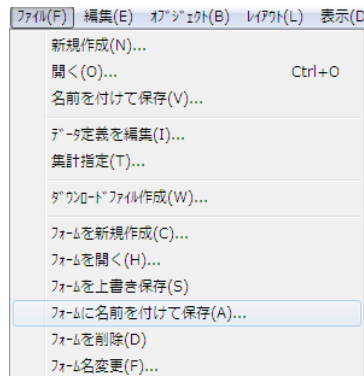 ﾌｧｲﾙ(F) 編集(E) ｵﾌﾞｼﾞｪｸﾄ(B) ﾚｲｱｳﾄ(L) 表示(D
新規作成(N)...
開く(O)... Ctrl+O
名前を付けて保存(V)...
ﾃﾞｰﾀ定義を編集(I)...
集計指定(T)...
ﾀﾞｳﾝﾛｰﾄﾞﾌｧｲﾙ作成(W)...
ﾌｫｰﾑを新規作成(C)...
ﾌｫｰﾑを開く(H)...
ﾌｫｰﾑを上書き保存(S)
ﾌｫｰﾑに名前を付けて保存(A)...
ﾌｫｰﾑを削除(D)
ﾌｫｰﾑ名変更(F)...